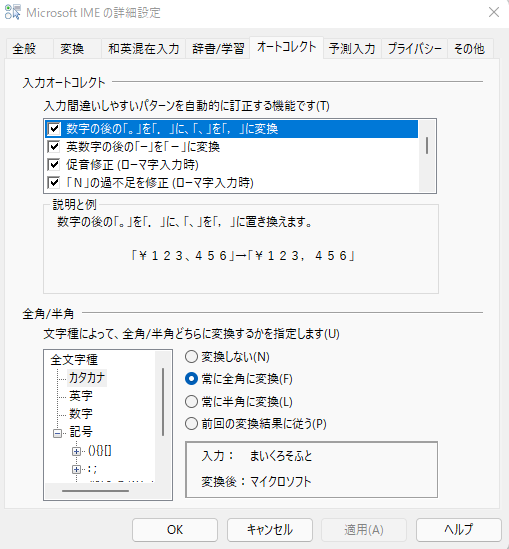 Microsoft IME の詳細設定
全般 変換 和英混在入力 辞書/学習 オートコレクト 予測入力 プライバシー その他
入力オートコレクト
入力間違いしやすいパターンを自動的に訂正する機能です(T)
数字の後の「。」を「．」に、「、」を「，」に変換
英数字の後の「ー」を「－」に変換
促音修正 (ローマ字入力時)
「Ｎ」の過不足を修正 (ローマ字入力時)
説明と例
数字の後の「。」を「．」に、「、」を「，」に置き換えます。
「￥１２３、４５６」→「￥１２３，４５６」
全角/半角
文字種によって、全角/半角どちらに変換するかを指定します(U)
全文字種
カタカナ
英字
数字
記号
(){}[]
: ;
変換しない(N)
常に全角に変換(F)
常に半角に変換(L)
前回の変換結果に従う(P)
入力： まいくろそふと
変換後：マイクロソフト
OK キャンセル 適用(A) ヘルプ